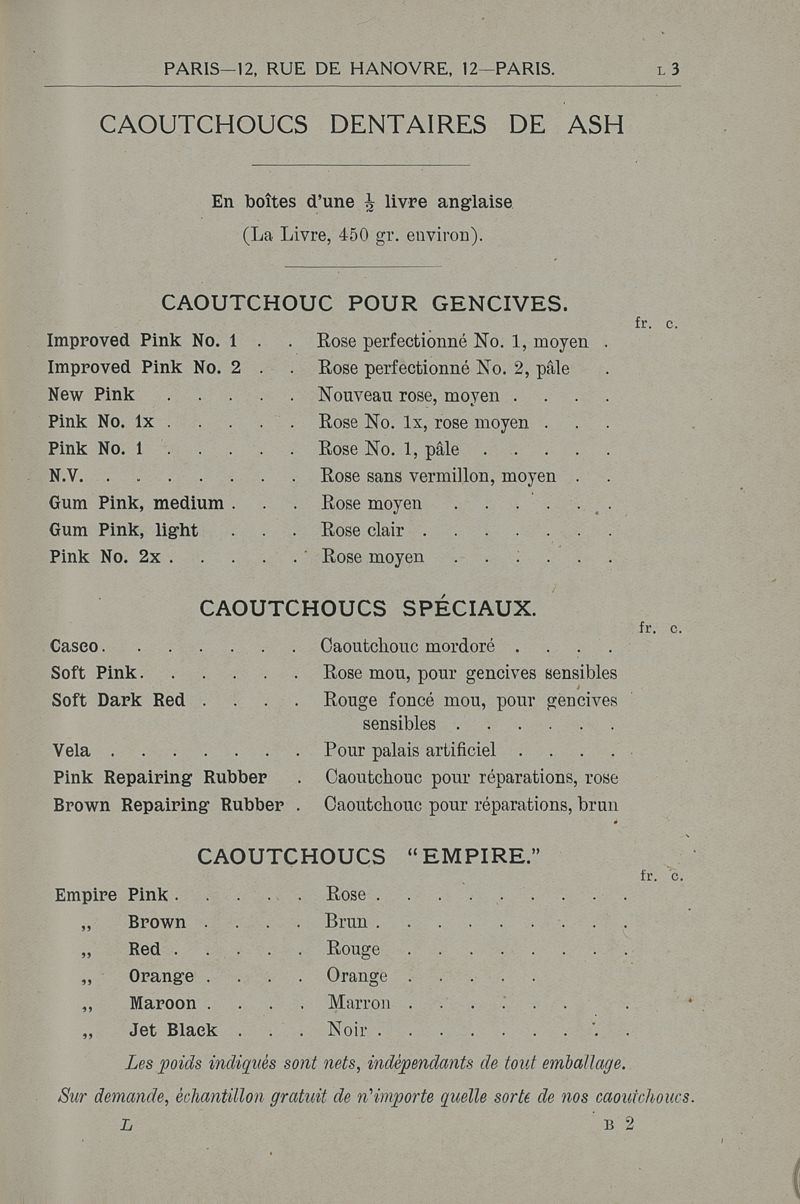 PARIS—12, RUE DE HANOVRE, 12—PARIS. L 3
CAOUTCHOUCS DENTAIRES DE ASH
En boîtes d'une ½ livre anglaise
(La Livre, 450 gr. environ).
CAOUTCHOUC POUR GENCIVES.
fr. c.
Improved Pink No. 1 . . Rose perfectionné No. 1, moyen .
Improved Pink No. 2 . . Rose perfectionné No. 2, pâle .
New Pink . . . . . Nouveau rose, moyen . . . .
Pink No. 1x . . . . . Rose No. 1x, rose moyen . . .
Pink No. 1 . . . . . Rose No. 1, pâle . . . . .
N.V. . . . . . . . Rose sans vermillon, moyen . .
Gum Pink, medium . . . Rose moyen . . . . . .
Gum Pink, light . . . Rose clair . . . . . . .
Pink No. 2x . . . . . Rose moyen . . . . . .
CAOUTCHOUCS SPÉCIAUX.
fr. c.
Casco . . . . . . . Caoutchouc mordoré . . . .
Soft Pink . . . . . . Rose mou, pour gencives sensibles
Soft Dark Red . . . . Rouge foncé mou, pour gencives
sensibles . . . . . .
Vela . . . . . . . Pour palais artificiel . . . .
Pink Repairing Rubber . Caoutchouc pour réparations, rose
Brown Repairing Rubber . Caoutchouc pour réparations, brun
CAOUTCHOUCS "EMPIRE."
fr. c.
Empire Pink . . . . . Rose . . . . . . . . .
,, Brown . . . . Brun . . . . . . . . .
,, Red . . . . . Rouge . . . . . . . .
,, Orange . . . . Orange . . . . .
,, Maroon . . . . Marron . . . . . . .
,, Jet Black . . . Noir . . . . . . . . .
Les poids indiqués sont nets, indépendants de tout emballage.
Sur demande, échantillon gratuit de n'importe quelle sorte de nos caoutchoucs.
L B 2